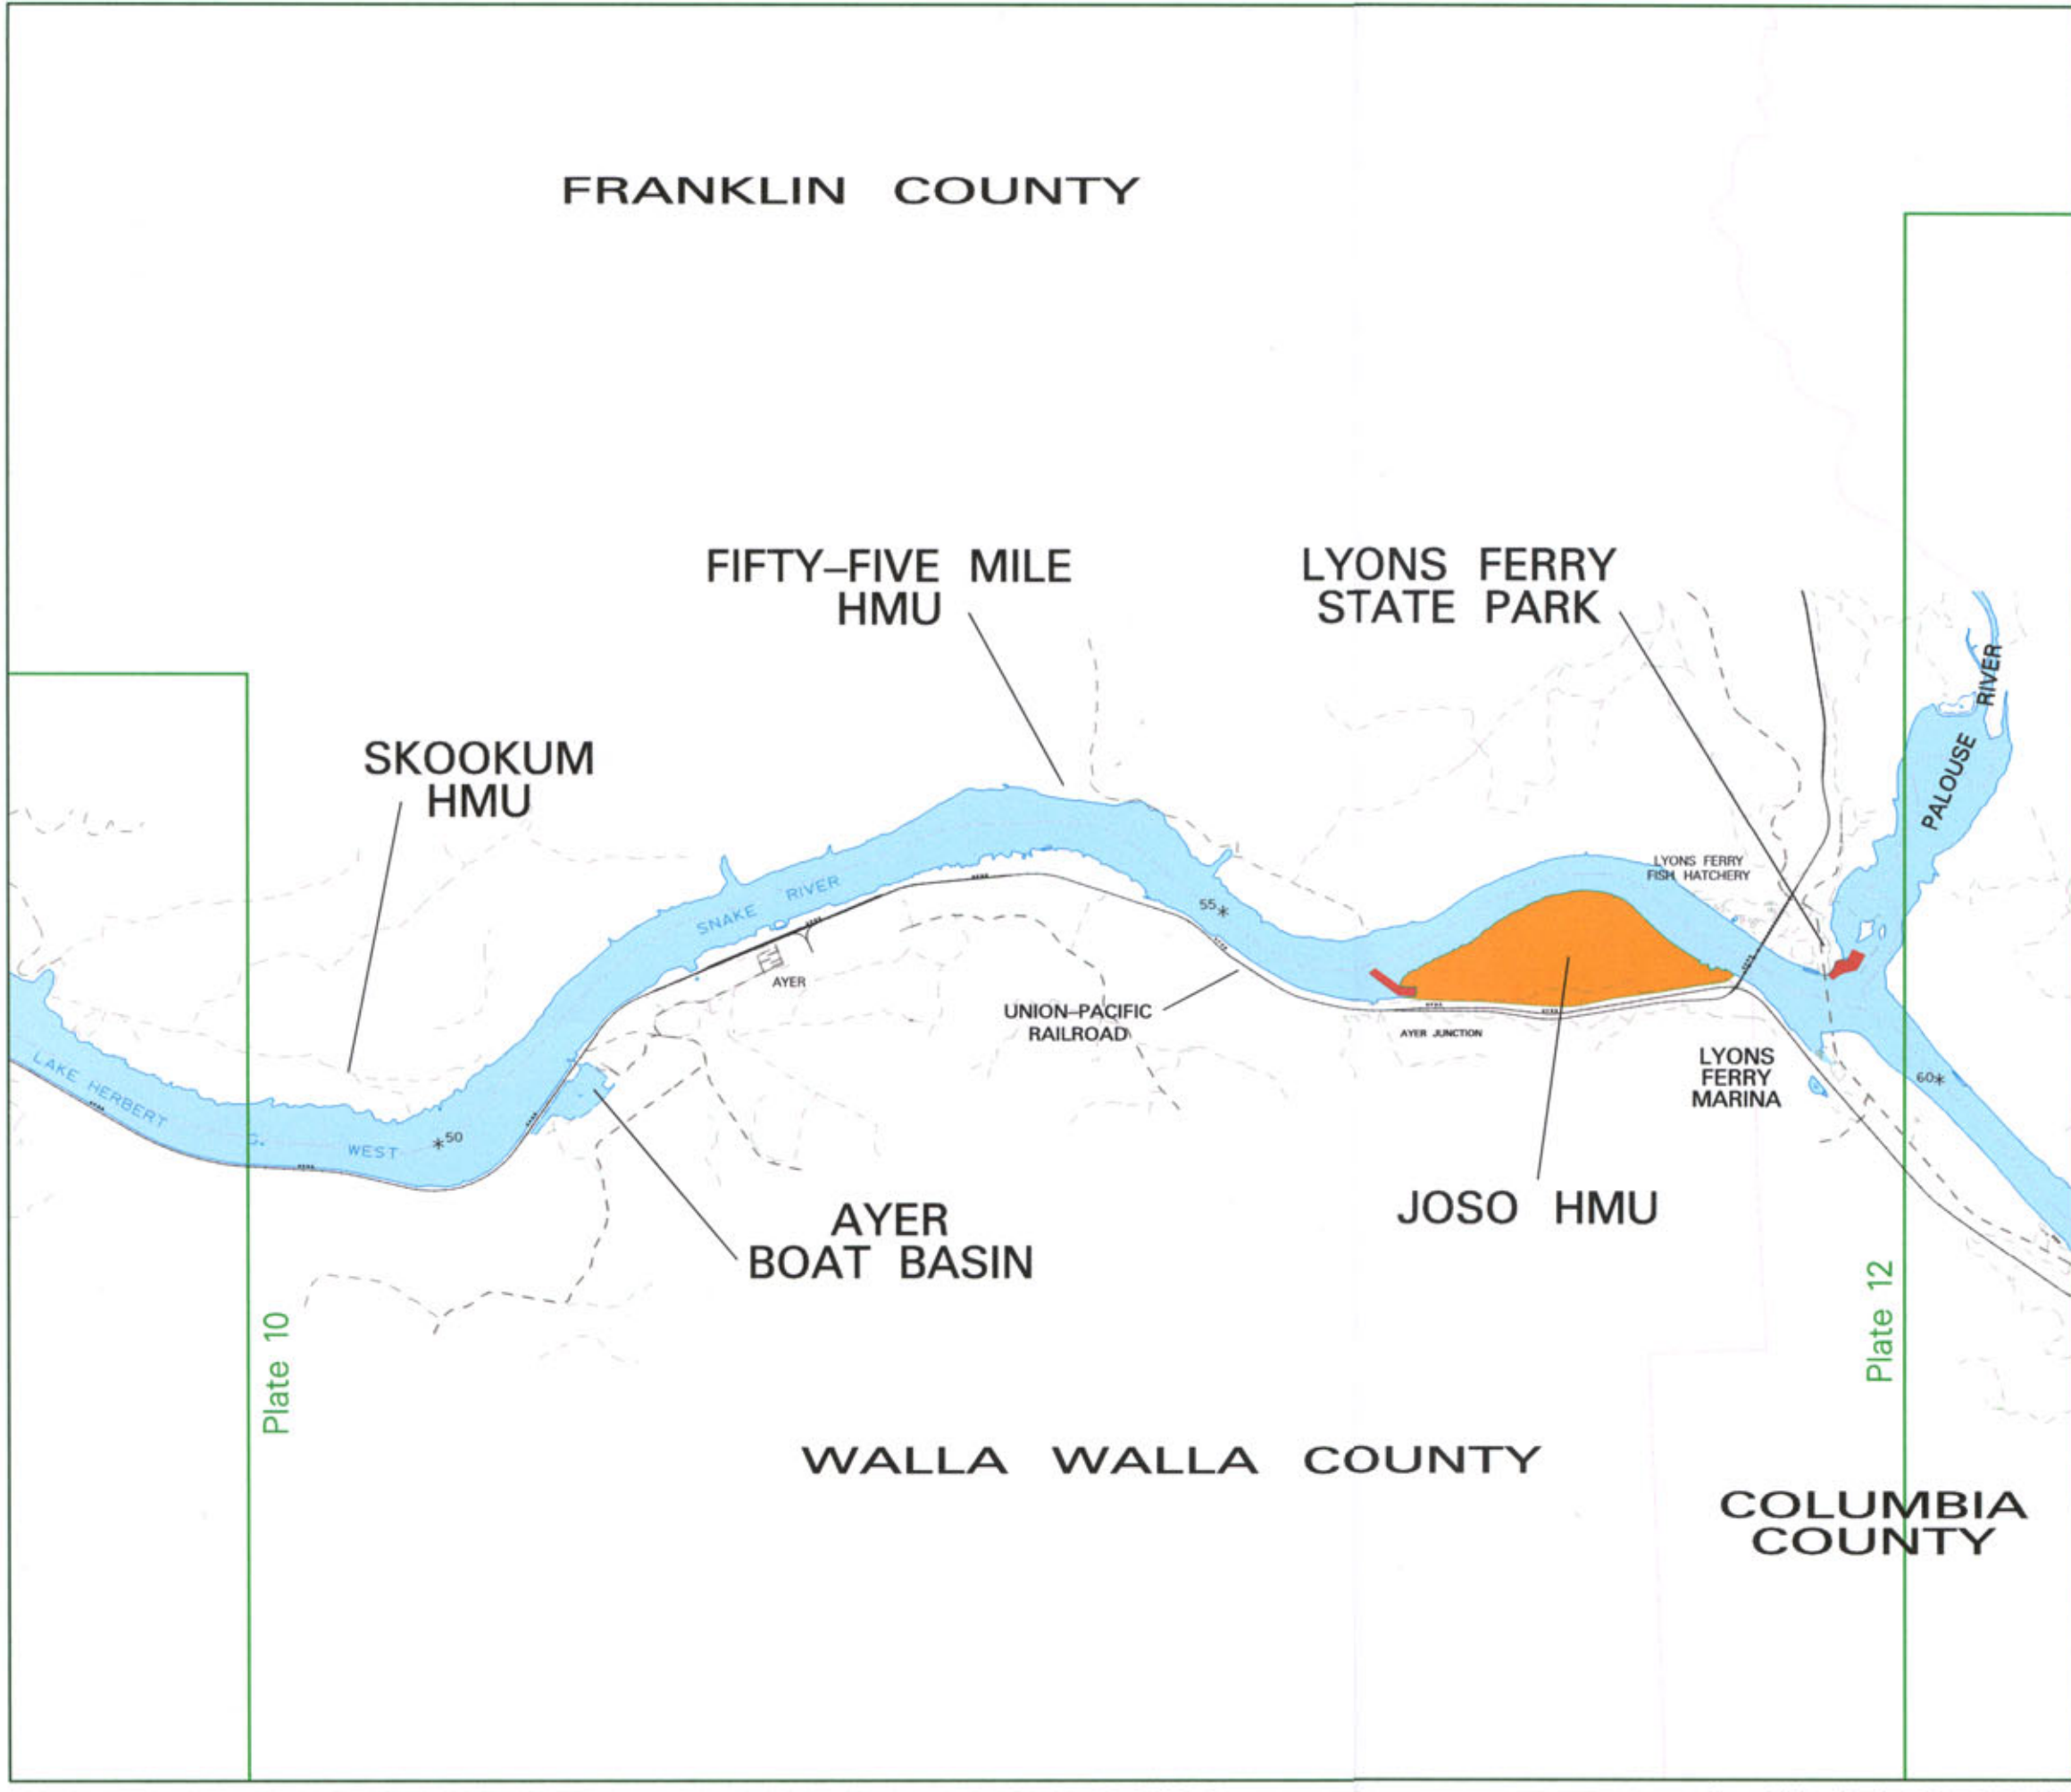 FRANKLIN COUNTY
FIFTY–FIVE MILE
HMU
LYONS FERRY
STATE PARK
SKOOKUM
HMU
PALOUSE RIVER
LYONS FERRY
FISH HATCHERY
SNAKE RIVER
55*
AYER
UNION–PACIFIC
RAILROAD
AYER JUNCTION
LYONS
FERRY
MARINA
60*
LAKE HERBERT G. WEST
*50
AYER
BOAT BASIN
JOSO HMU
Plate 10
Plate 12
WALLA WALLA COUNTY
COLUMBIA
COUNTY